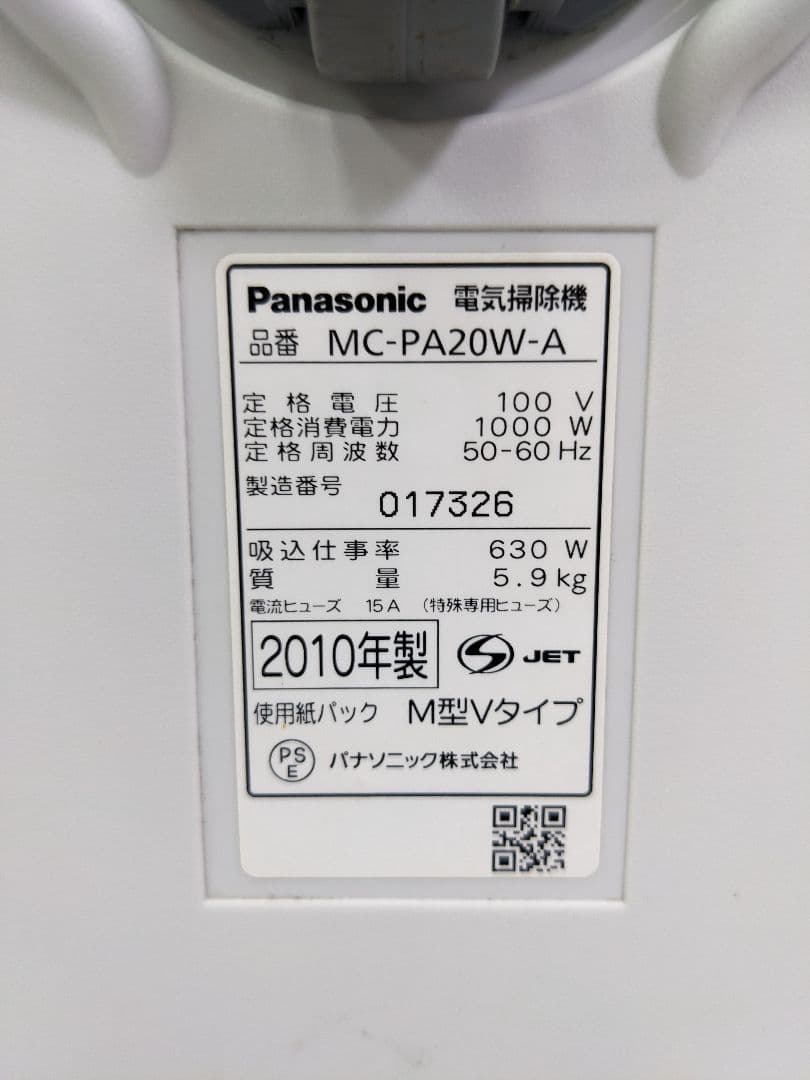 Panasonic 電気掃除機
品番 MC-PA20W-A
定格電圧 100 V
定格消費電力 1000 W
定格周波数 50-60 Hz
製造番号 017326
吸込仕事率 630 W
質量 5.9 kg
電流ヒューズ 15A (特殊専用ヒューズ)
2010年製 S JET
使用紙パック M型Vタイプ
PS E パナソニック株式会社